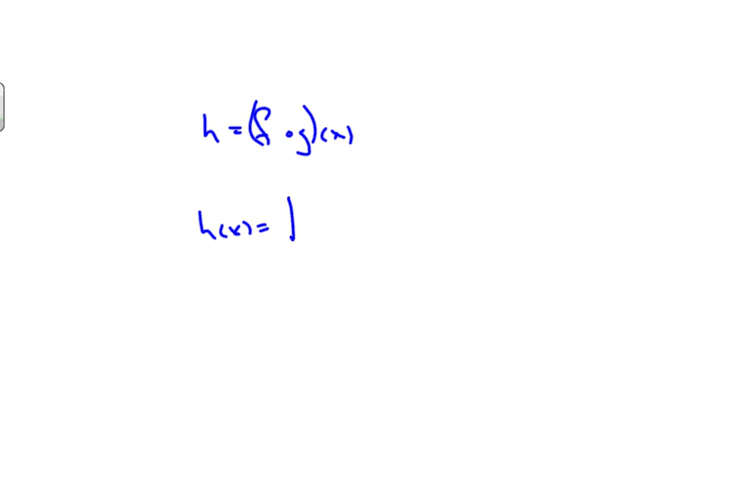 h = (f ∘ g)(x)
h(x) = |